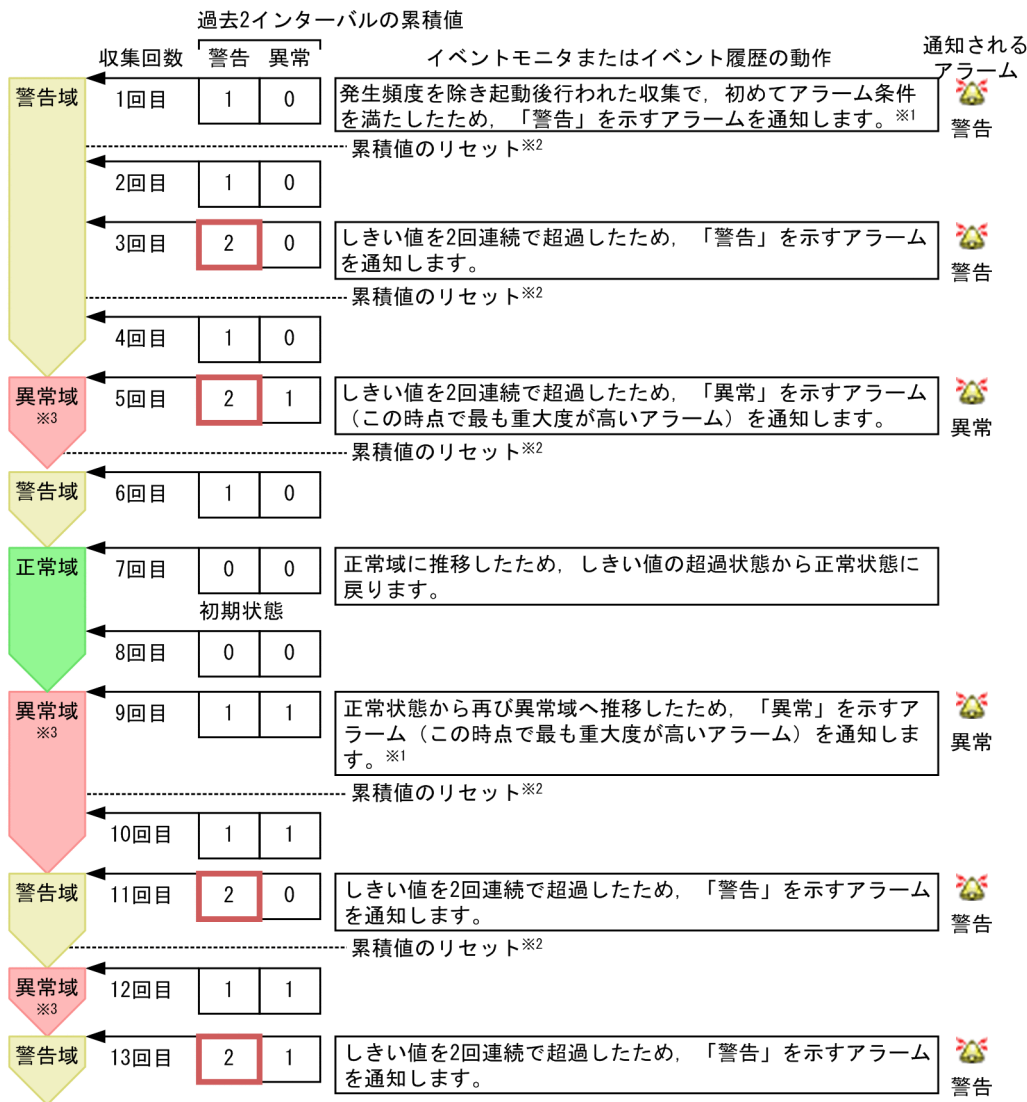 過去2インターバルの累積値
収集回数 警告 異常 イベントモニタまたはイベント履歴の動作 通知される
アラーム
警告域 1回目 1 0 発生頻度を除き起動後行われた収集で，初めてアラーム条件
を満たしたため，「警告」を示すアラームを通知します。※1
警告
累積値のリセット※2
2回目 1 0
3回目 2 0 しきい値を2回連続で超過したため，「警告」を示すアラーム
を通知します。
警告
累積値のリセット※2
4回目 1 0
異常域 5回目 2 1 しきい値を2回連続で超過したため，「異常」を示すアラーム
※3 （この時点で最も重大度が高いアラーム）を通知します。
異常
累積値のリセット※2
警告域 6回目 1 0
正常域 7回目 0 0 正常域に推移したため，しきい値の超過状態から正常状態に
戻ります。
初期状態
8回目 0 0
異常域 9回目 1 1 正常状態から再び異常域へ推移したため，「異常」を示すア
※3 ラーム（この時点で最も重大度が高いアラーム）を通知しま
す。※1
異常
累積値のリセット※2
10回目 1 1
警告域 11回目 2 0 しきい値を2回連続で超過したため，「警告」を示すアラーム
を通知します。
警告
累積値のリセット※2
異常域 12回目 1 1
※3
警告域 13回目 2 1 しきい値を2回連続で超過したため，「警告」を示すアラーム
を通知します。
警告